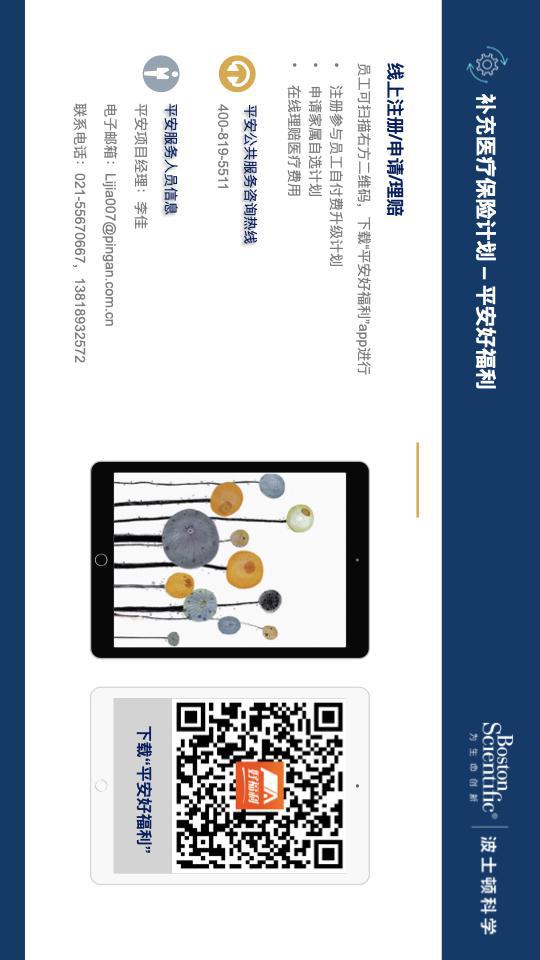 补充医疗保险计划 – 平安好福利
Boston
Scientific®
为生命创新
波士顿科学
线上注册/申请/理赔
员工可扫描右方二维码，下载“平安好福利”app进行
• 注册参与员工自付费升级计划
• 申请家属自选计划
• 在线理赔医疗费用
平安公共服务咨询热线
400-819-5511
平安服务人员信息
平安项目经理：李佳
电子邮箱：Lijia007@pingan.com.cn
联系电话：021-55670667，13818932572
好福利
下载“平安好福利”